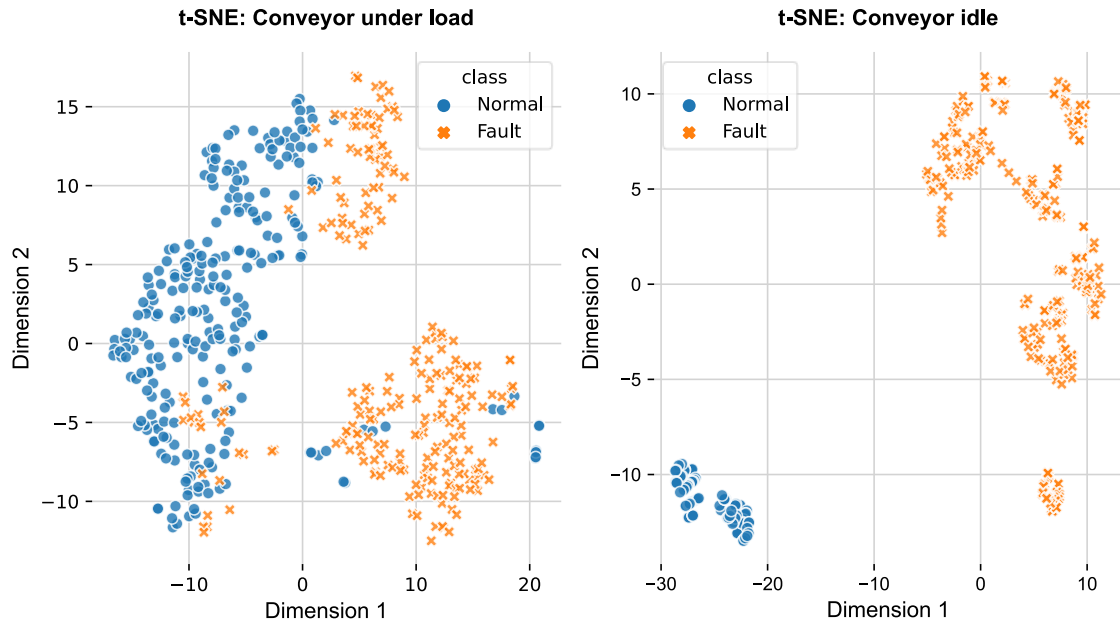 t-SNE: Conveyor under load
class
Normal
Fault
15
10
5
0
−5
−10
Dimension 2
−10
0
10
20
Dimension 1
t-SNE: Conveyor idle
class
Normal
Fault
10
5
0
−5
−10
Dimension 2
−30
−20
−10
0
10
Dimension 1